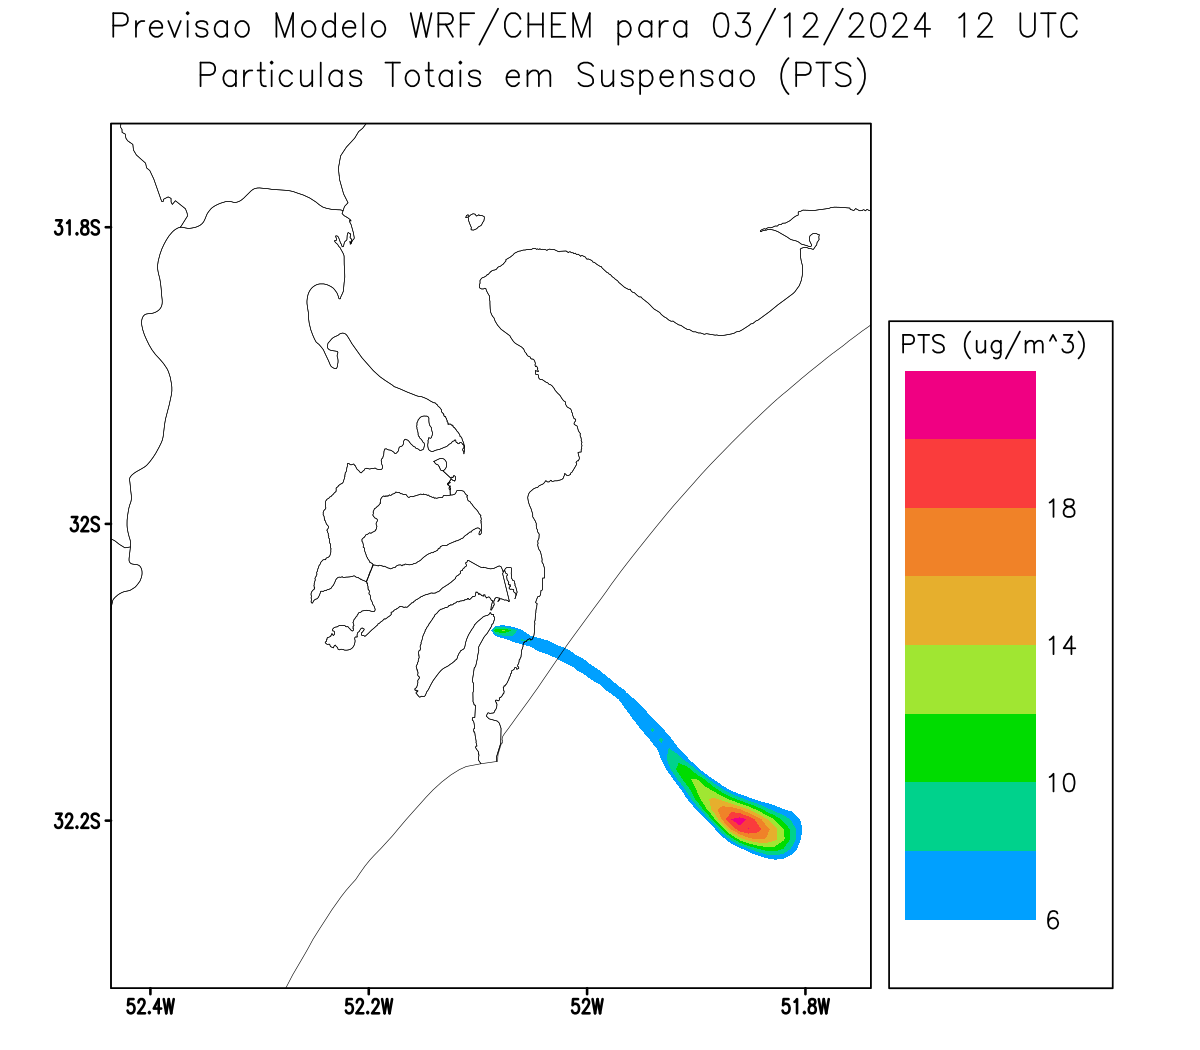 Previsao Modelo WRF/CHEM para 03/12/2024 12 UTC
Particulas Totais em Suspensao (PTS)
31.8S
32S
32.2S
52.4W
52.2W
52W
51.8W
PTS (ug/m^3)
18
14
10
6